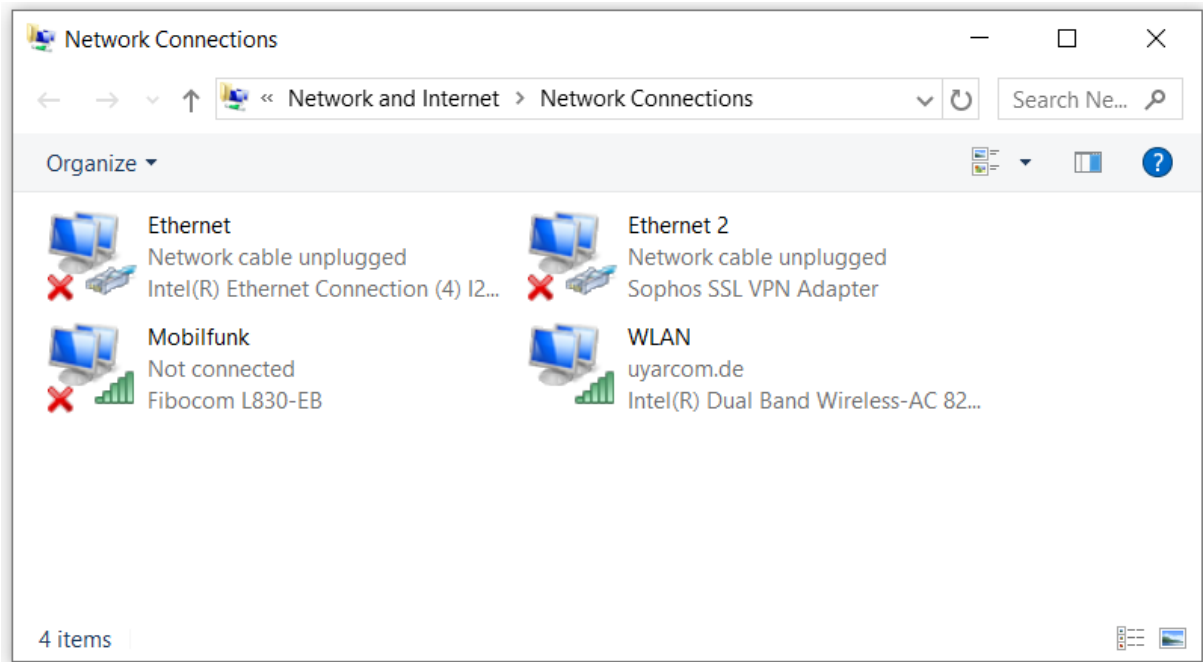 Network Connections
« Network and Internet > Network Connections
Search Ne...
Organize
?
Ethernet
Network cable unplugged
Intel(R) Ethernet Connection (4) I2...
Ethernet 2
Network cable unplugged
Sophos SSL VPN Adapter
Mobilfunk
Not connected
Fibocom L830-EB
WLAN
uyarcom.de
Intel(R) Dual Band Wireless-AC 82...
4 items